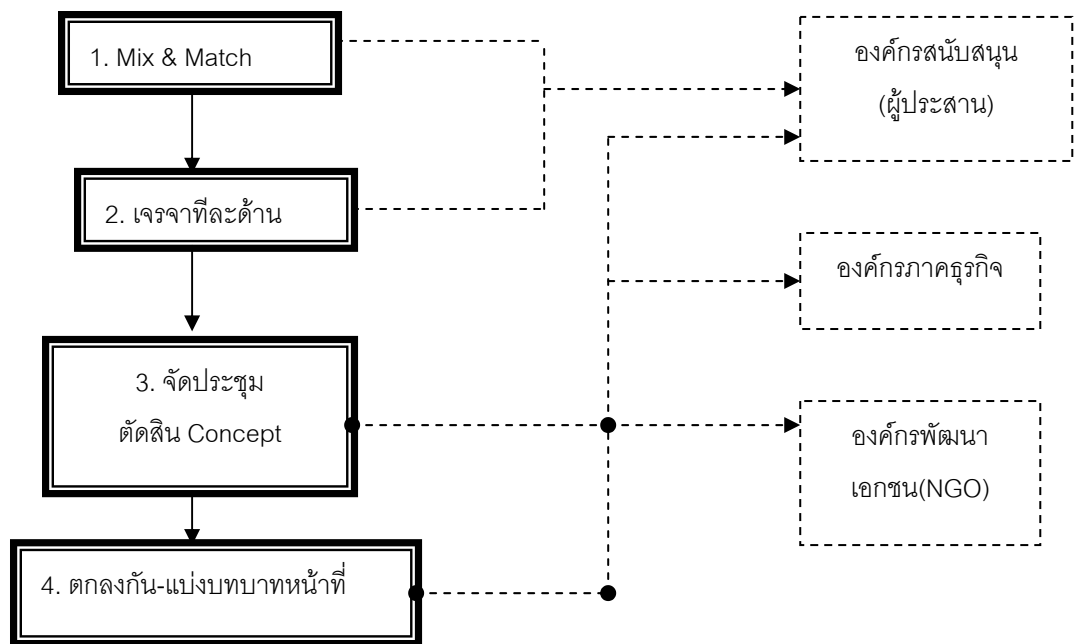 1. Mix & Match
2. เจรจาทีละด้าน
3. จัดประชุม
ตัดสิน Concept
4. ตกลงกัน-แบ่งบทบาทหน้าที่
องค์กรสนับสนุน
(ผู้ประสาน)
องค์กรภาคธุรกิจ
องค์กรพัฒนา
เอกชน(NGO)